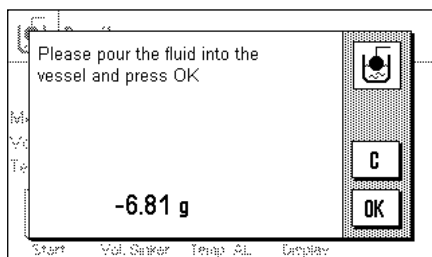 Please pour the fluid into the
vessel and press OK
C
-6.81 g
OK
Start Vol. Sinker Temp AL Display